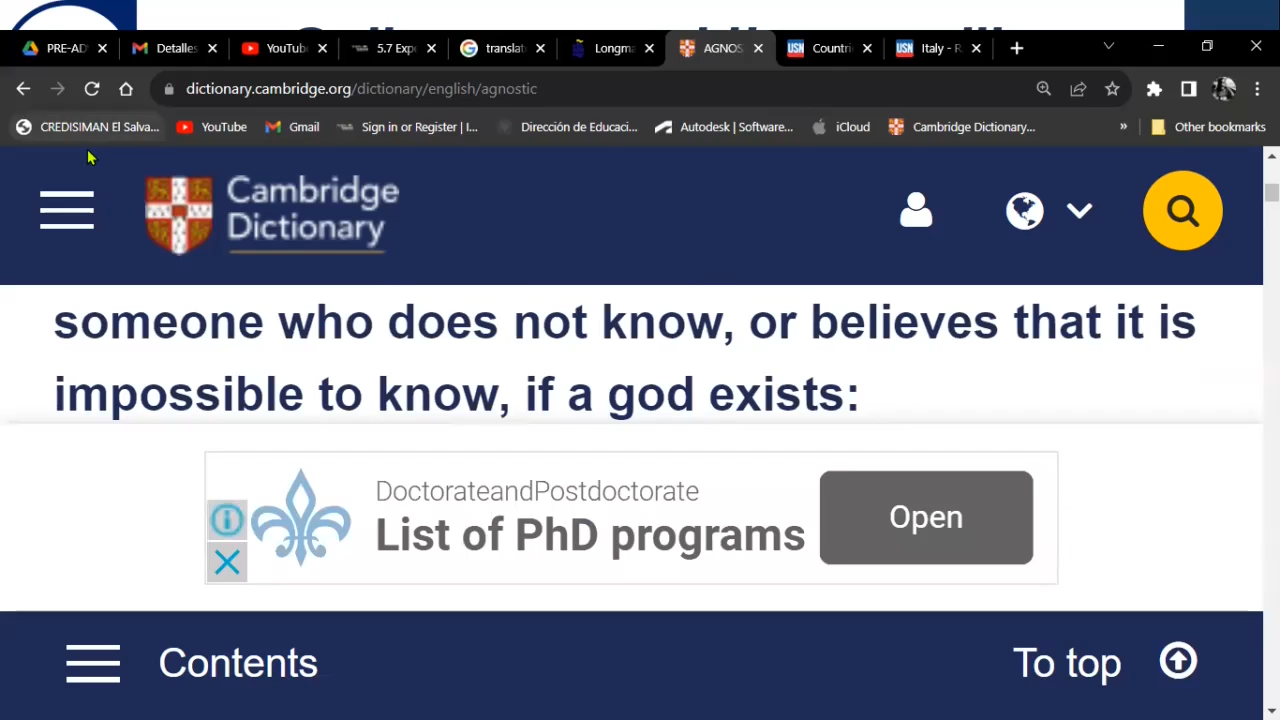 PRE-AD
Detalles
YouTube
5.7 Exp
translat
Longma
AGNOS
Countri
Italy - R
dictionary.cambridge.org/dictionary/english/agnostic
CREDISIMAN El Salva...
YouTube
Gmail
Sign in or Register | I...
Dirección de Educaci...
Autodesk | Software...
iCloud
Cambridge Dictionary...
»
Other bookmarks
Cambridge
Dictionary
someone who does not know, or believes that it is
impossible to know, if a god exists:
DoctorateandPostdoctorate
List of PhD programs
Open
Contents
To top